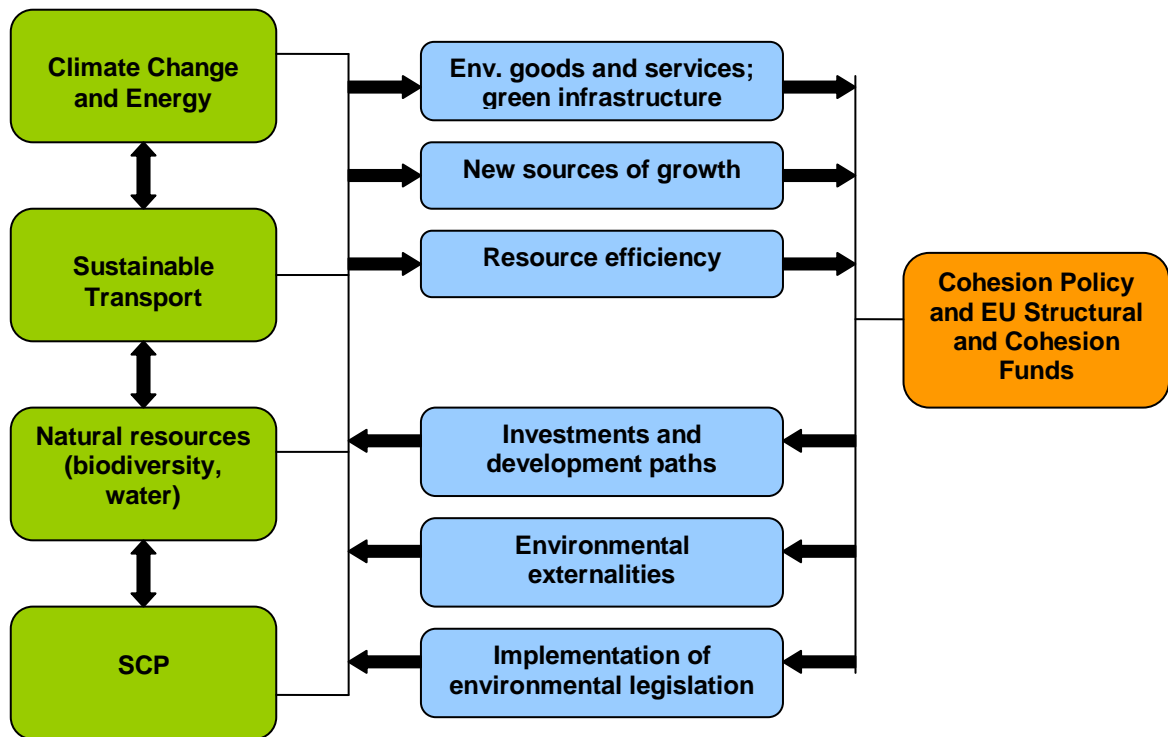 Climate Change
and Energy
Sustainable
Transport
Natural resources
(biodiversity,
water)
SCP
Env. goods and services;
green infrastructure
New sources of growth
Resource efficiency
Investments and
development paths
Environmental
externalities
Implementation of
environmental legislation
Cohesion Policy
and EU Structural
and Cohesion
Funds